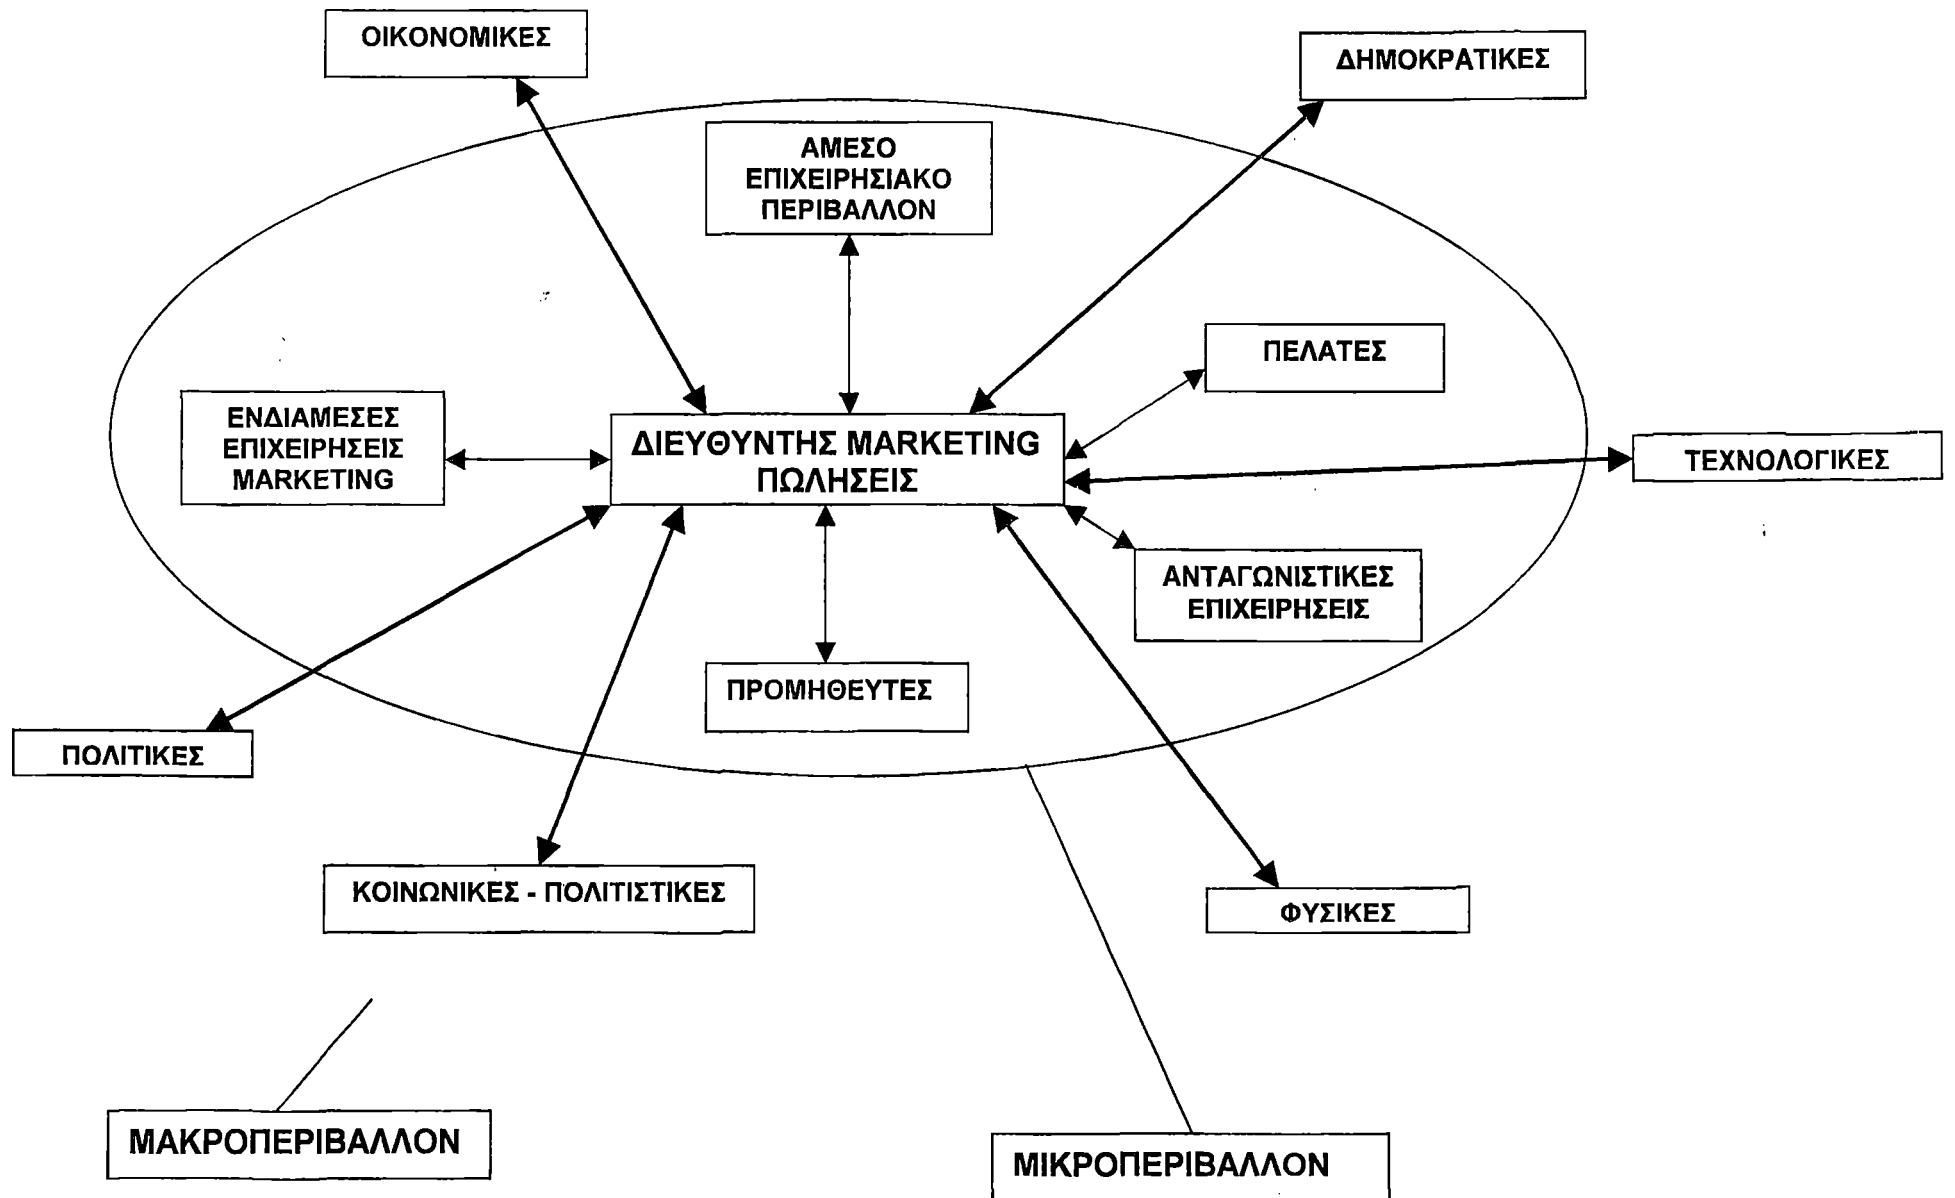 ΟΙΚΟΝΟΜΙΚΕΣ
ΔΗΜΟΚΡΑΤΙΚΕΣ
ΑΜΕΣΟ
ΕΠΙΧΕΙΡΗΣΙΑΚΟ
ΠΕΡΙΒΑΛΛΟΝ
ΠΕΛΑΤΕΣ
ΕΝΔΙΑΜΕΣΕΣ
ΕΠΙΧΕΙΡΗΣΕΙΣ
MARKETING
ΔΙΕΥΘΥΝΤΗΣ MARKETING
ΠΩΛΗΣΕΙΣ
ΤΕΧΝΟΛΟΓΙΚΕΣ
ΑΝΤΑΓΩΝΙΣΤΙΚΕΣ
ΕΠΙΧΕΙΡΗΣΕΙΣ
ΠΡΟΜΗΘΕΥΤΕΣ
ΠΟΛΙΤΙΚΕΣ
ΚΟΙΝΩΝΙΚΕΣ - ΠΟΛΙΤΙΣΤΙΚΕΣ
ΦΥΣΙΚΕΣ
ΜΑΚΡΟΠΕΡΙΒΑΛΛΟΝ
ΜΙΚΡΟΠΕΡΙΒΑΛΛΟΝ